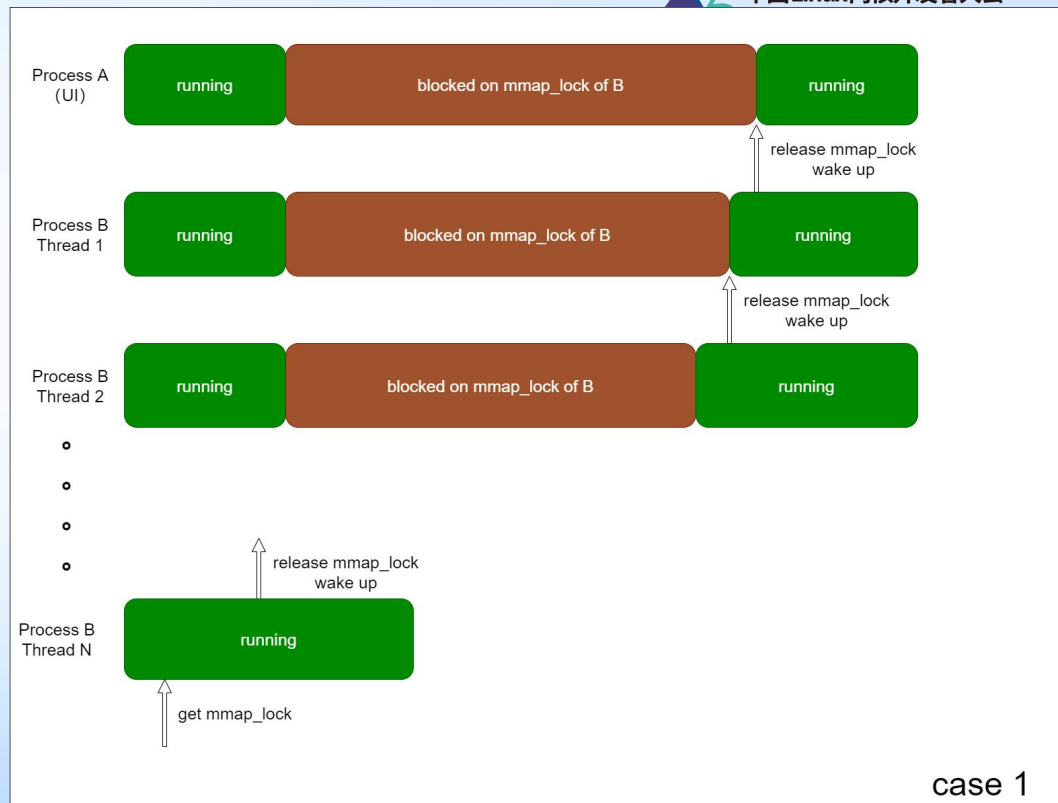 Process A
(UI)
running
blocked on mmap_lock of B
running
release mmap_lock
wake up
Process B
Thread 1
running
blocked on mmap_lock of B
running
release mmap_lock
wake up
Process B
Thread 2
running
blocked on mmap_lock of B
running
release mmap_lock
wake up
Process B
Thread N
running
get mmap_lock
case 1